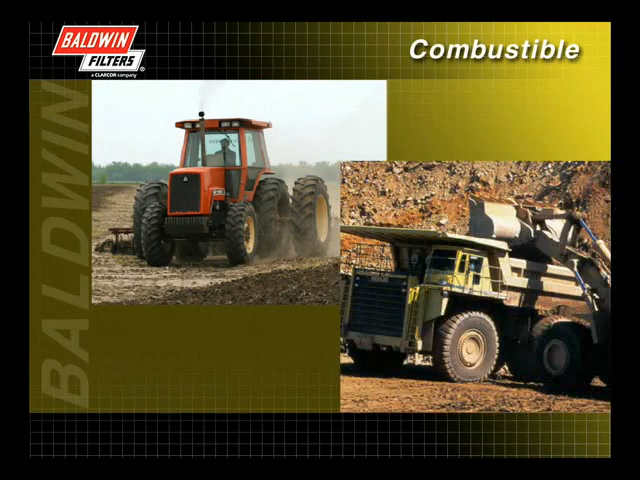 BALDWIN
FILTERS®
a CLARCOR company
Combustible
BALDWIN